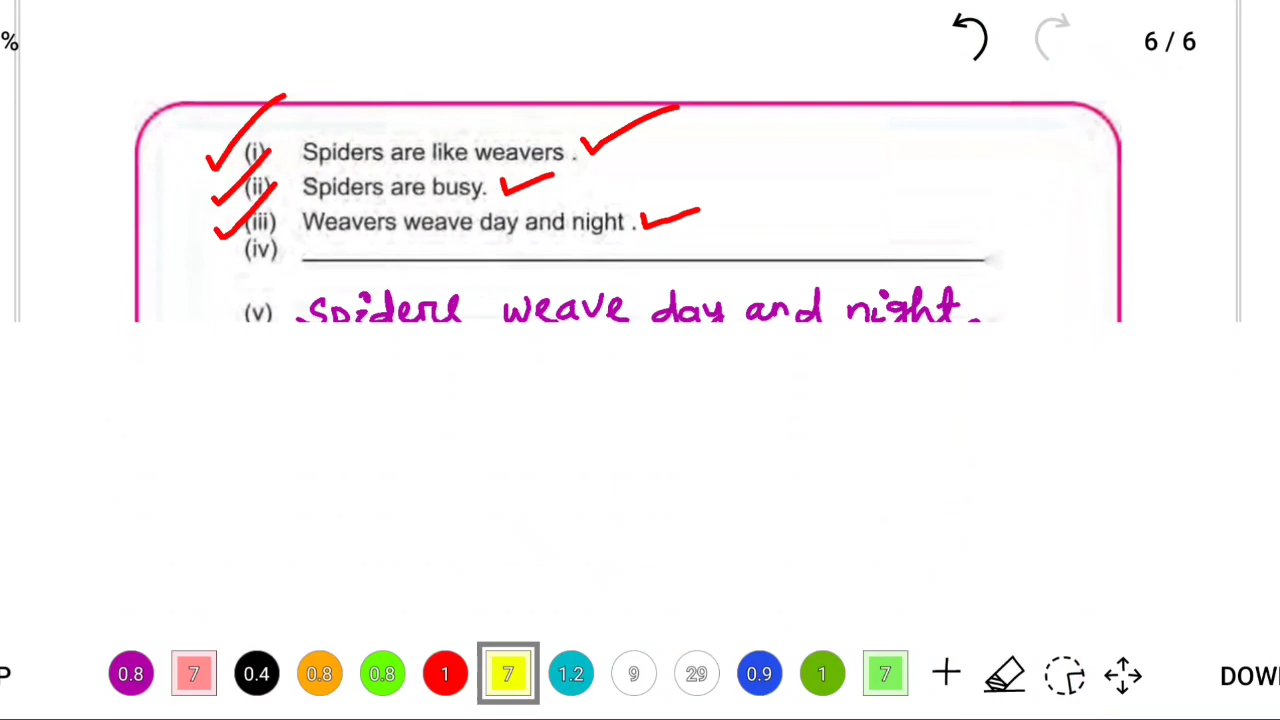 %
6 / 6
(i) Spiders are like weavers .
(ii) Spiders are busy.
(iii) Weavers weave day and night .
(iv)
(v) spiders weave day and night.
P
0.8 7 0.4 0.8 0.8 1 7 1.2 9 29 0.9 1 7
DOW